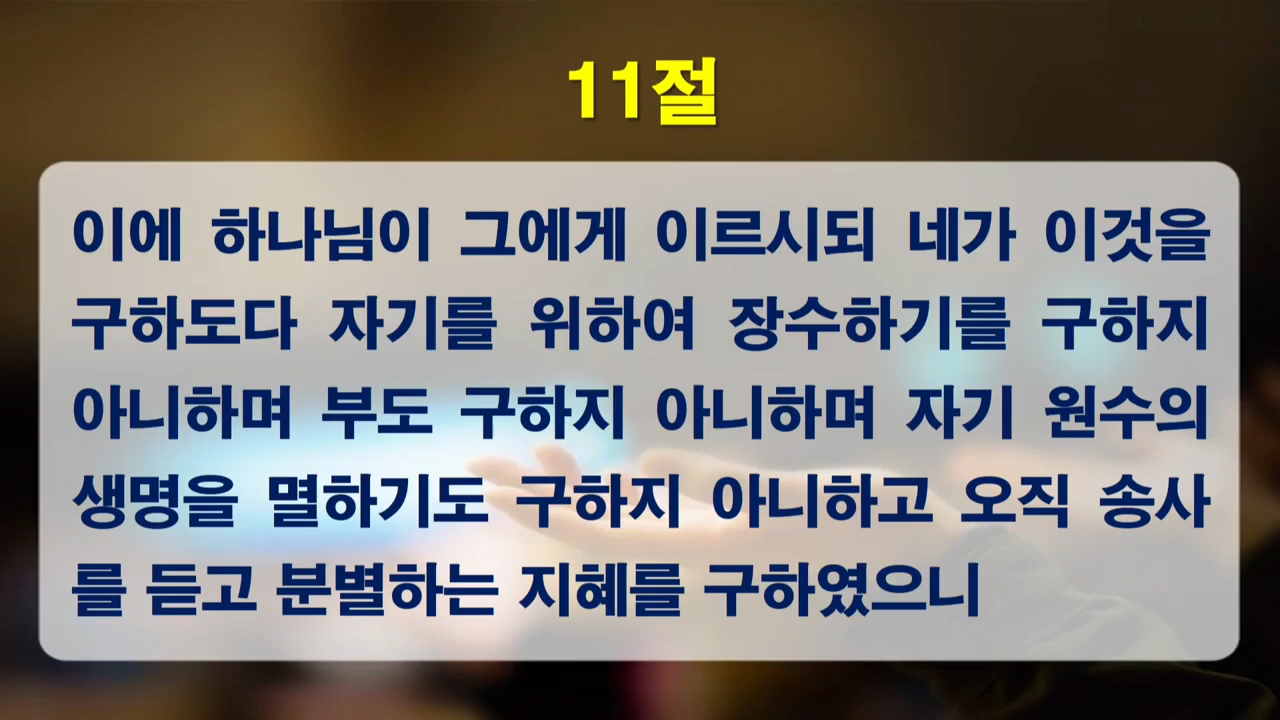 11절
이에 하나님이 그에게 이르시되 네가 이것을
구하도다 자기를 위하여 장수하기를 구하지
아니하며 부도 구하지 아니하며 자기 원수의
생명을 멸하기도 구하지 아니하고 오직 송사
를 듣고 분별하는 지혜를 구하였으니